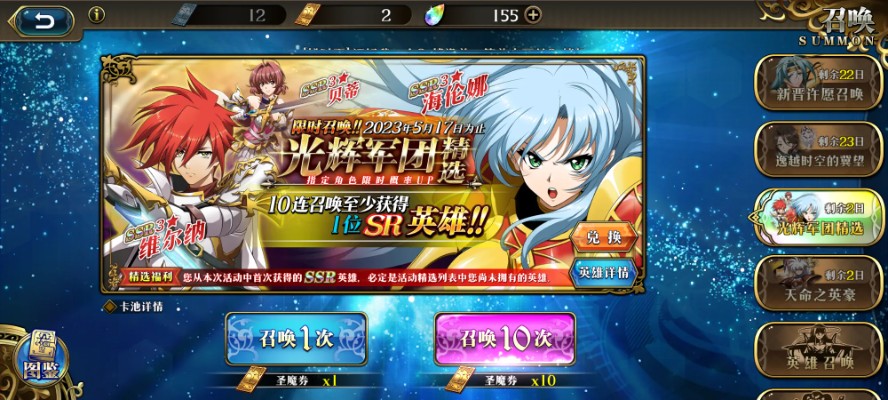 12
2
155
召唤
SUMMON
SSR3★
贝蒂
SSR3★
海伦娜
限时召唤!!2023年5月17日为止
光辉军团精选
指定角色限时概率UP
10连召唤至少获得
1位SR英雄!!
SSR3★
维尔纳
兑换
英雄详情
精选福利
您从本次活动中首次获得的SSR英雄,必定是活动精选列表中您尚未拥有的英雄.
卡池详情
召唤1次
圣魔券 x1
召唤10次
圣魔券 x10
图鉴
剩余22日
新晋许愿召唤
剩余23日
逸越时空的冀望
剩余2日
光辉军团精选
剩余2日
天命之英豪
英雄召唤